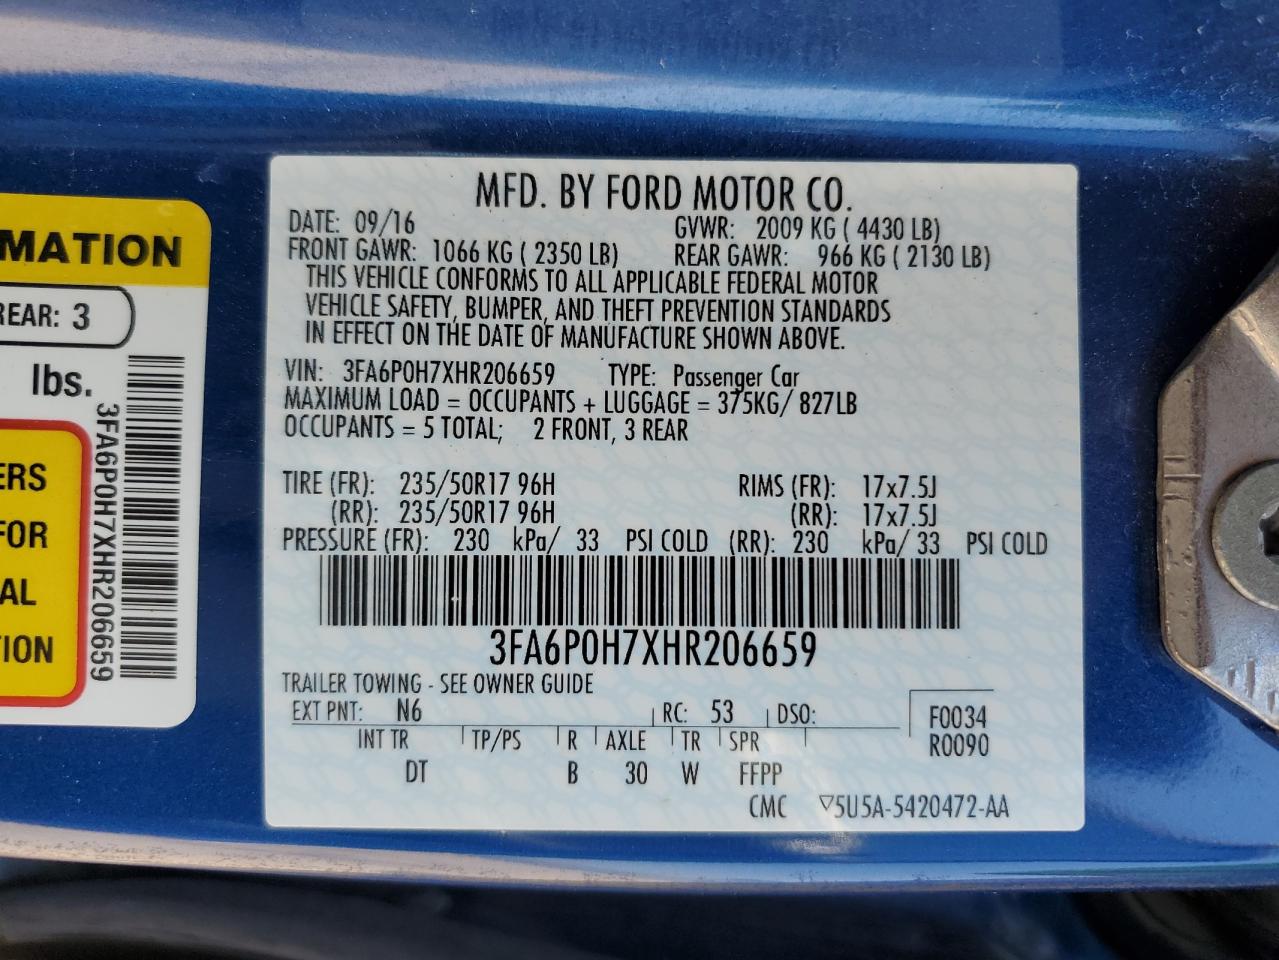 MFD. BY FORD MOTOR CO.
DATE: 09/16 GVWR: 2009 KG ( 4430 LB)
FRONT GAWR: 1066 KG ( 2350 LB) REAR GAWR: 966 KG ( 2130 LB)
THIS VEHICLE CONFORMS TO ALL APPLICABLE FEDERAL MOTOR
VEHICLE SAFETY, BUMPER, AND THEFT PREVENTION STANDARDS
IN EFFECT ON THE DATE OF MANUFACTURE SHOWN ABOVE.
VIN: 3FA6P0H7XHR206659 TYPE: Passenger Car
MAXIMUM LOAD = OCCUPANTS + LUGGAGE = 375KG/ 827LB
OCCUPANTS = 5 TOTAL; 2 FRONT, 3 REAR
TIRE (FR): 235/50R17 96H RIMS (FR): 17x7.5J
(RR): 235/50R17 96H (RR): 17x7.5J
PRESSURE (FR): 230 kPa/ 33 PSI COLD (RR): 230 kPa/ 33 PSI COLD
3FA6P0H7XHR206659
TRAILER TOWING - SEE OWNER GUIDE
EXT PNT: N6 RC: 53 DSO: F0034
INT TR TP/PS R AXLE TR SPR R0090
DT B 30 W FFPP
CMC ▽5U5A-5420472-AA
MATION
REAR: 3
lbs.
3FA6P0H7XHR206659
ERS
FOR
AL
TION